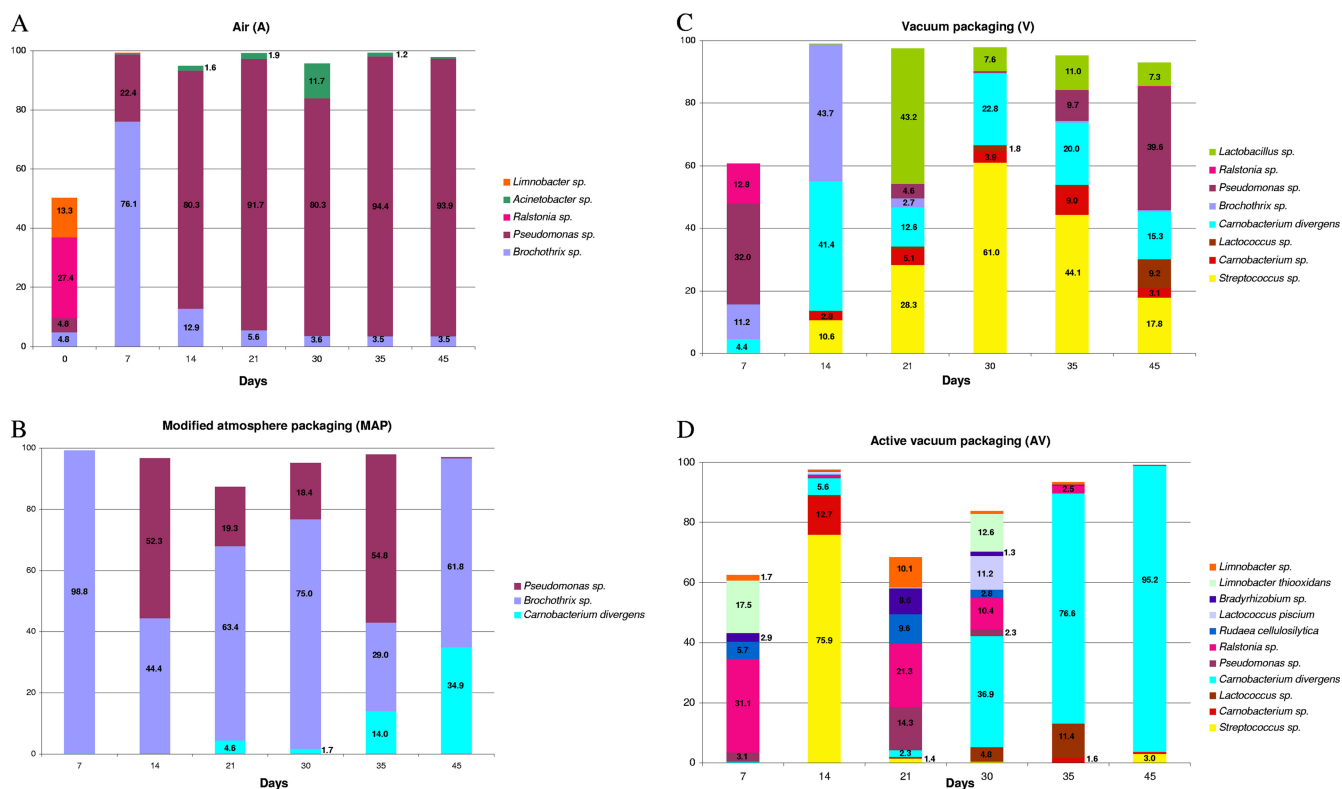 A
Air (A)
100
80
60
40
20
0
13.3
27.4
4.8
4.8
22.4
76.1
1.6
80.3
12.9
1.9
91.7
5.6
11.7
80.3
3.6
1.2
94.4
3.5
93.9
3.5
0 7 14 21 30 35 45
Days
Limnobacter sp.
Acinetobacter sp.
Ralstonia sp.
Pseudomonas sp.
Brochothrix sp.
B
Modified atmosphere packaging (MAP)
100
80
60
40
20
0
98.8
52.3
44.4
19.3
63.4
4.6
18.4
75.0
1.7
54.8
29.0
14.0
61.8
34.9
7 14 21 30 35 45
Days
Pseudomonas sp.
Brochothrix sp.
Carnobacterium divergens
C
Vacuum packaging (V)
100
80
60
40
20
0
12.8
32.0
11.2
4.4
43.7
41.4
2.8
10.6
43.2
4.6
2.7
12.6
5.1
28.3
7.6
22.8
1.8
3.9
61.0
11.0
9.7
20.0
9.0
44.1
7.3
39.6
15.3
9.2
3.1
17.8
7 14 21 30 35 45
Days
Lactobacillus sp.
Ralstonia sp.
Pseudomonas sp.
Brochothrix sp.
Carnobacterium divergens
Lactococcus sp.
Carnobacterium sp.
Streptococcus sp.
D
Active vacuum packaging (AV)
100
80
60
40
20
0
1.7
17.5
2.9
5.7
31.1
3.1
5.6
12.7
75.9
10.1
9.6
21.3
14.3
2.3
1.4
12.6
1.3
11.2
2.8
10.4
2.3
36.9
4.8
2.5
76.6
11.4
1.6
95.2
3.0
7 14 21 30 35 45
Days
Limnobacter sp.
Limnobacter thiooxidans
Bradyrhizobium sp.
Lactococcus piscium
Rudaea cellulosilytica
Ralstonia sp.
Pseudomonas sp.
Carnobacterium divergens
Lactococcus sp.
Carnobacterium sp.
Streptococcus sp.